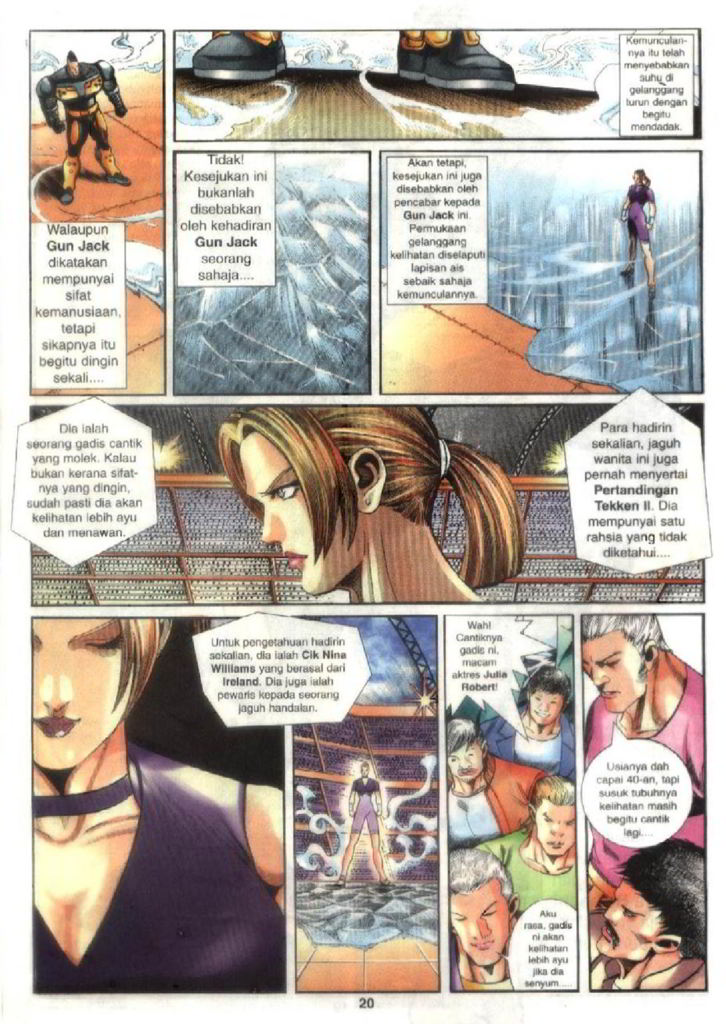 Kemunculan-
nya itu telah
menyebabkan
suhu di
gelanggang
turun dengan
begitu
mendadak.
Walaupun
Gun Jack
dikatakan
mempunyai
sifat
kemanusiaan,
tetapi
sikapnya itu
begitu dingin
sekali....
Tidak!
Kesejukan ini
bukanlah
disebabkan
oleh kehadiran
Gun Jack
seorang
sahaja....
Akan tetapi,
kesejukan ini juga
disebabkan oleh
pencabar kepada
Gun Jack ini.
Permukaan
gelanggang
kelihatan diselaputi
lapisan ais
sebaik sahaja
kemunculannya.
Dia ialah
seorang gadis cantik
yang molek. Kalau
bukan kerana sifat-
nya yang dingin,
sudah pasti dia akan
kelihatan lebih ayu
dan menawan.
Para hadirin
sekalian, jaguh
wanita ini juga
pernah menyertai
Pertandingan
Tekken II. Dia
mempunyai satu
rahsia yang tidak
diketahui....
Untuk pengetahuan hadirin
sekalian, dia ialah Cik Nina
Williams yang berasal dari
Ireland. Dia juga ialah
pewaris kepada seorang
jaguh handalan.
Wah!
Cantiknya
gadis ni,
macam
aktres Julia
Robert!
Aku
rasa, gadis
ni akan
kelihatan
lebih ayu
jika dia
senyum.....
Usianya dah
capai 40-an, tapi
susuk tubuhnya
kelihatan masih
begitu cantik
lagi....
20